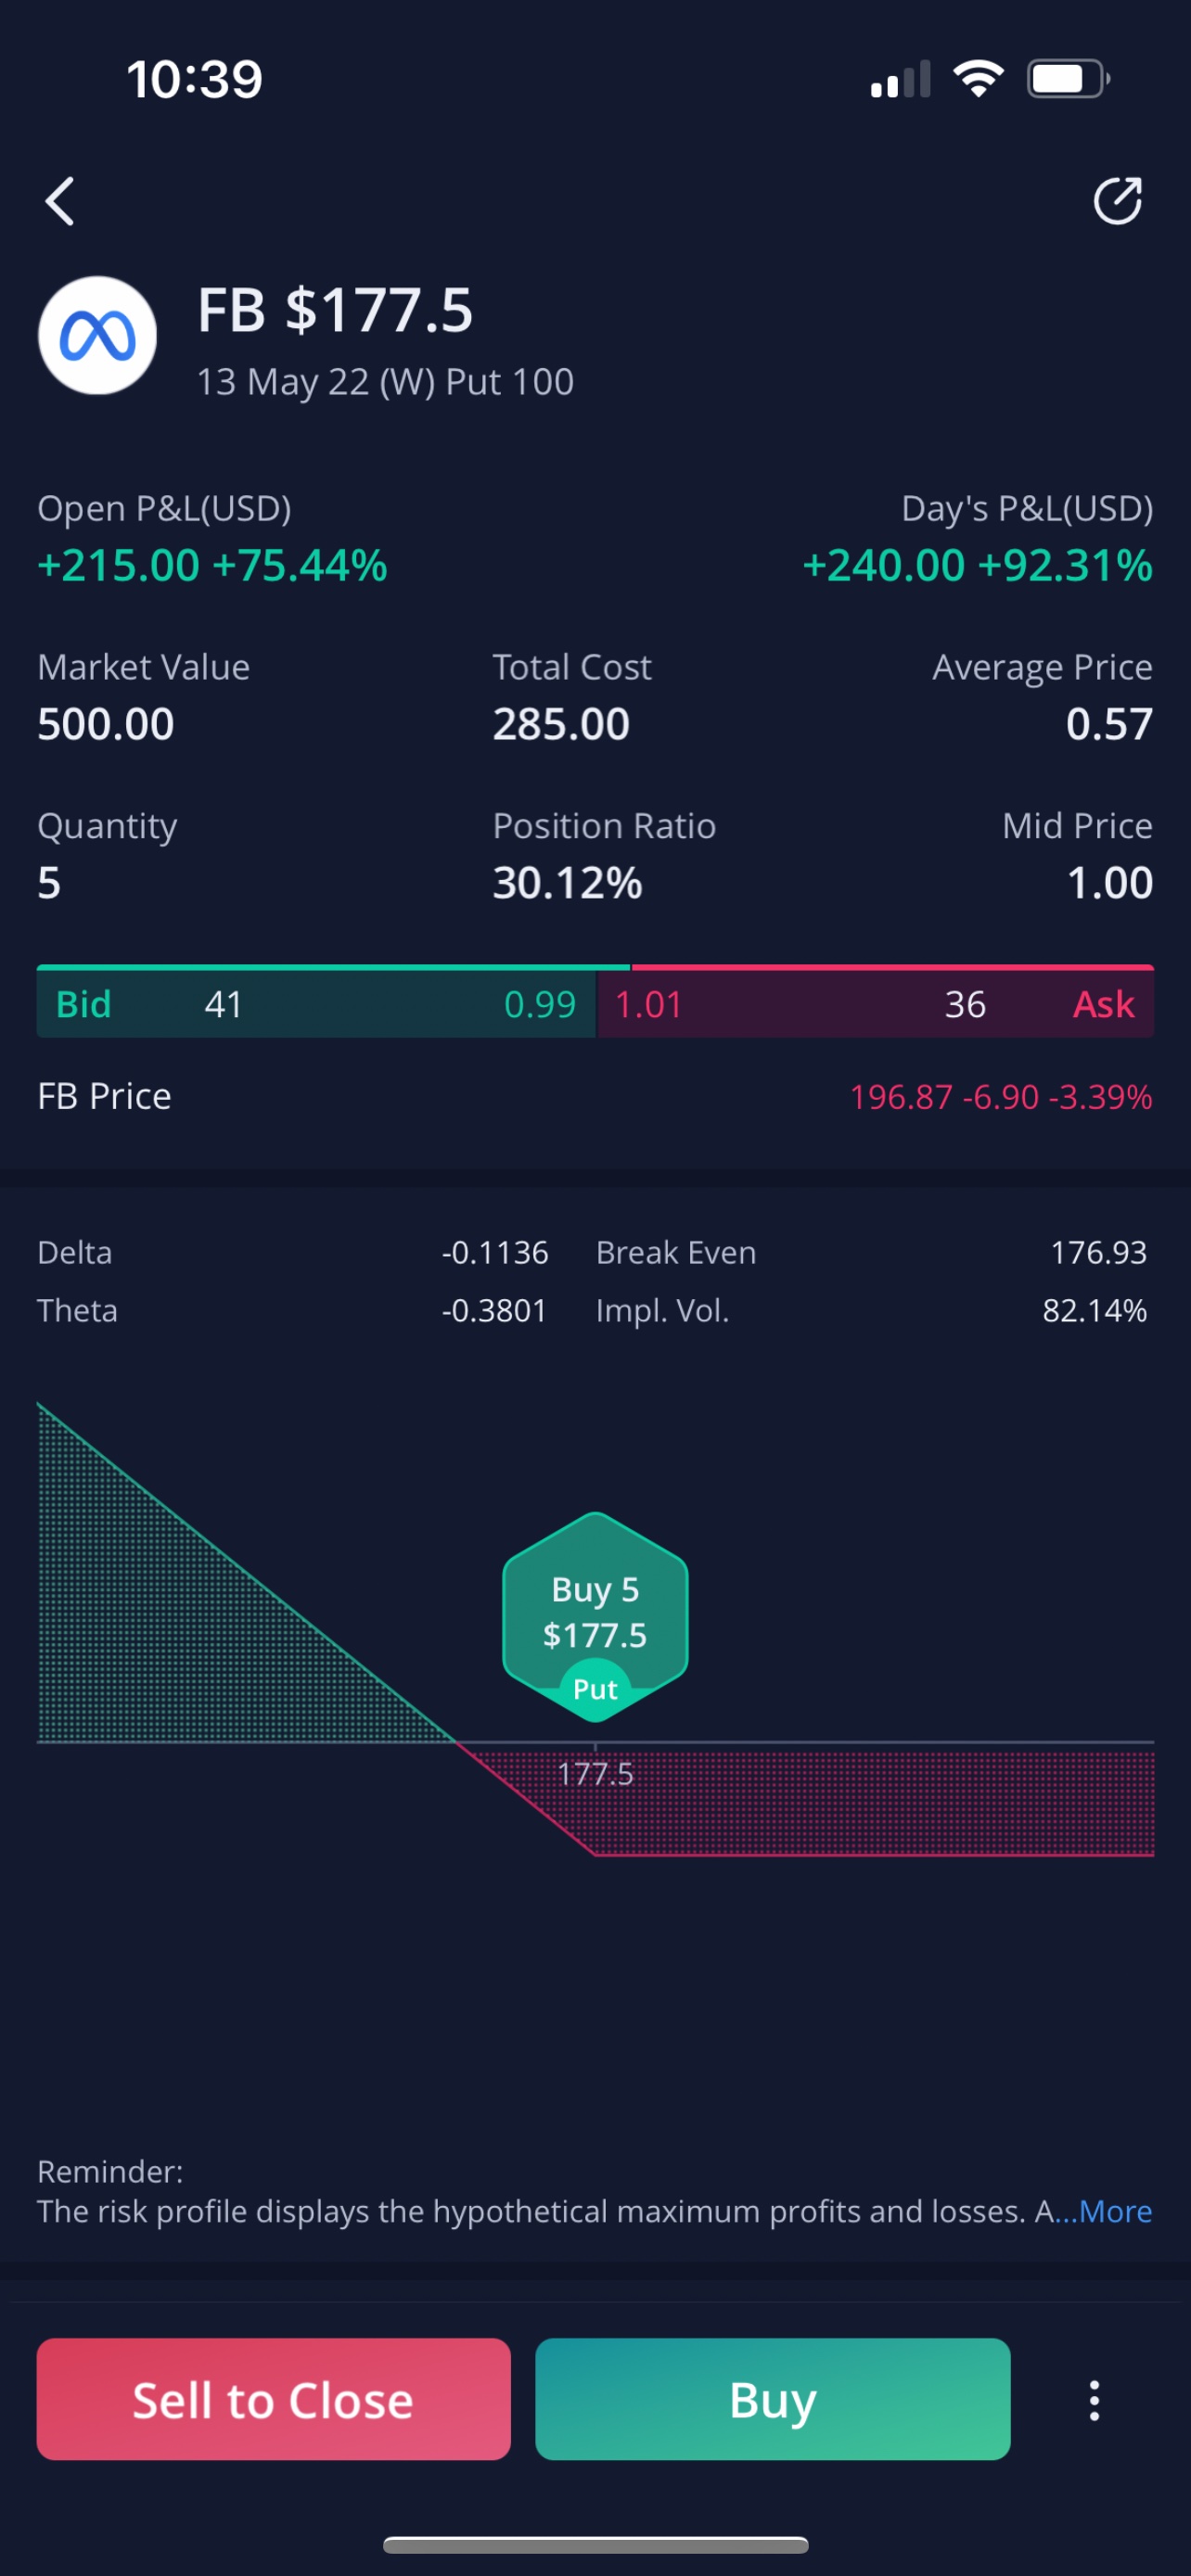 10:39
FB $177.5
13 May 22 (W) Put 100
Open P&L(USD) Day's P&L(USD)
+215.00 +75.44% +240.00 +92.31%
Market Value Total Cost Average Price
500.00 285.00 0.57
Quantity Position Ratio Mid Price
5 30.12% 1.00
Bid 41 0.99 1.01 36 Ask
FB Price 196.87 -6.90 -3.39%
Delta -0.1136 Break Even 176.93
Theta -0.3801 Impl. Vol. 82.14%
Buy 5
$177.5
Put
177.5
Reminder:
The risk profile displays the hypothetical maximum profits and losses. A...More
Sell to Close Buy